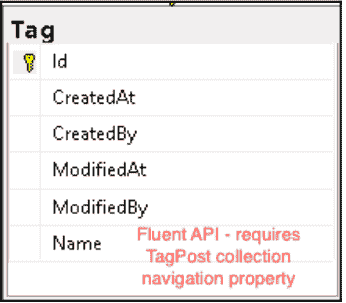 Tag
Id
CreatedAt
CreatedBy
ModifiedAt
ModifiedBy
Name
Fluent API - requires
TagPost collection
navigation property